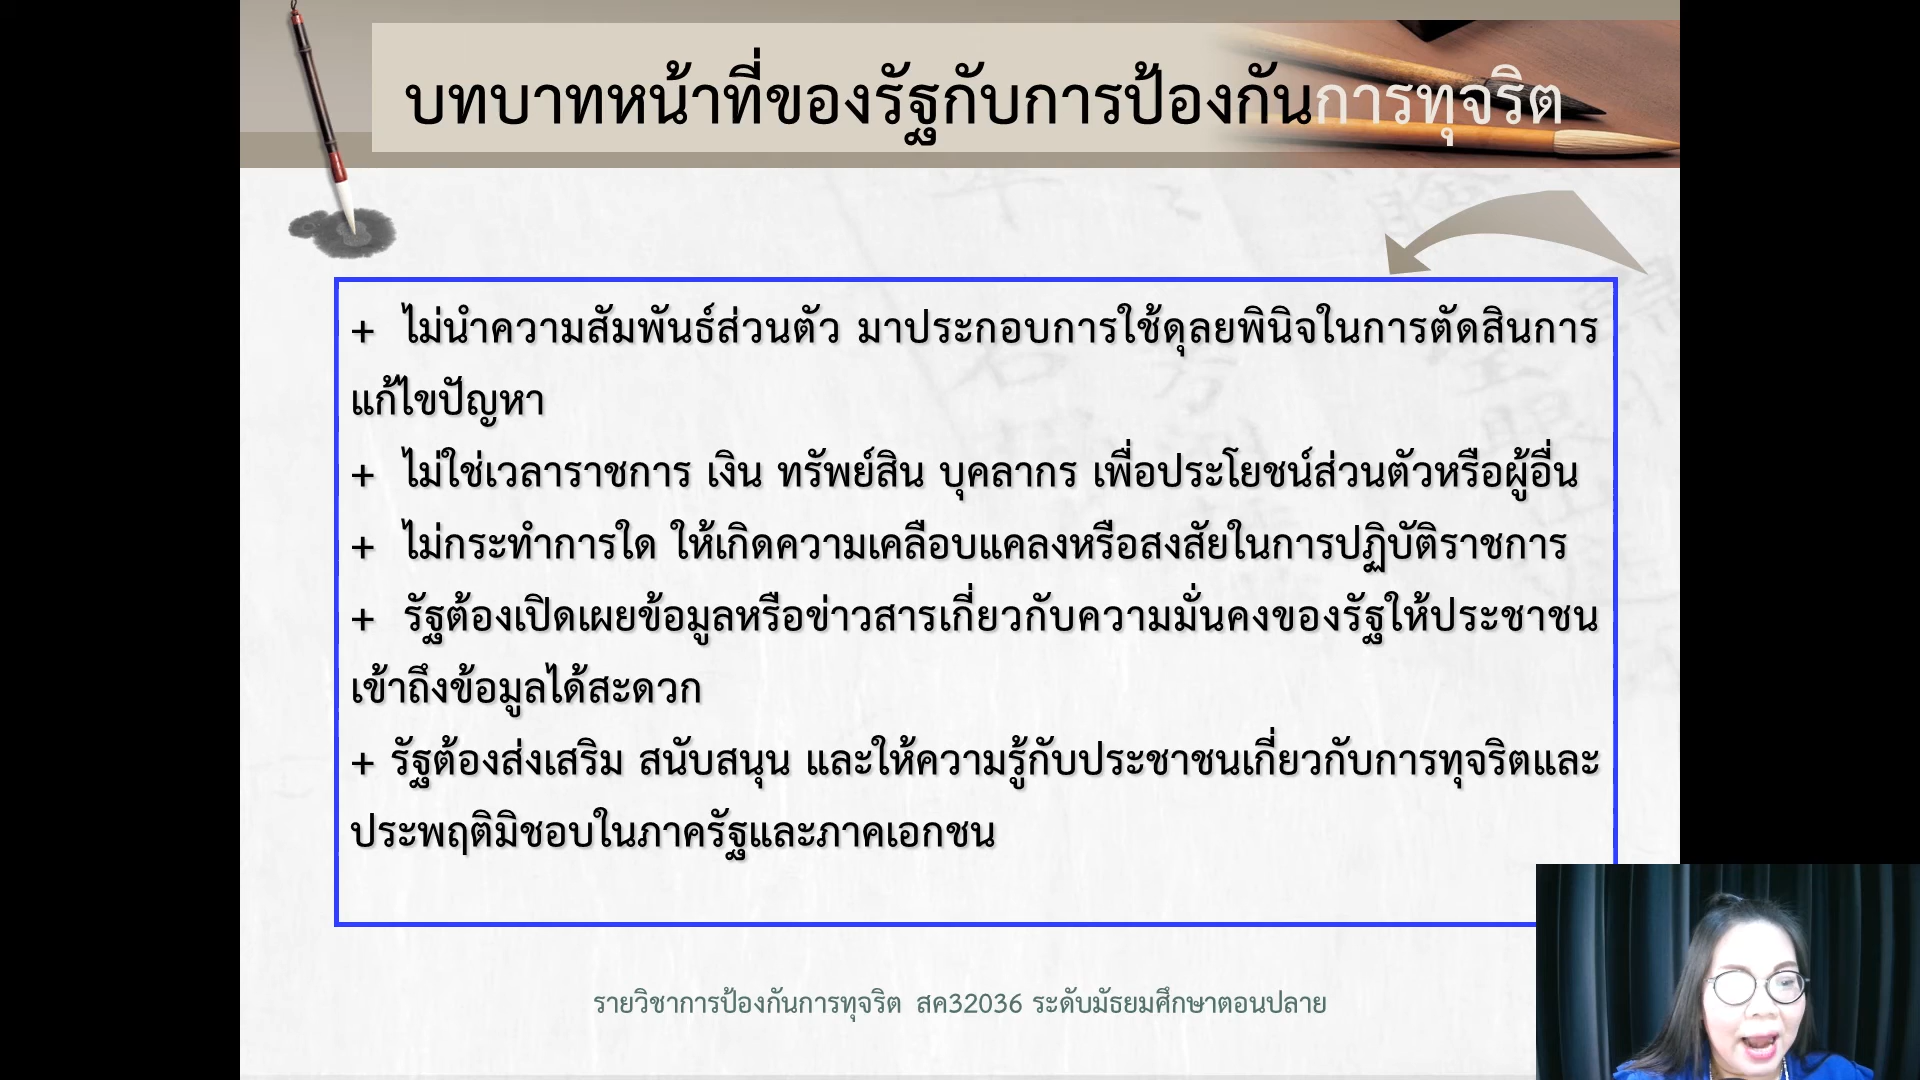 บทบาทหน้าที่ของรัฐกับการป้องกันการทุจริต
+ ไม่นำความสัมพันธ์ส่วนตัว มาประกอบการใช้ดุลยพินิจในการตัดสินการ
แก้ไขปัญหา
+ ไม่ใช่เวลาราชการ เงิน ทรัพย์สิน บุคลากร เพื่อประโยชน์ส่วนตัวหรือผู้อื่น
+ ไม่กระทำการใด ให้เกิดความเคลือบแคลงหรือสงสัยในการปฏิบัติราชการ
+ รัฐต้องเปิดเผยข้อมูลหรือข่าวสารเกี่ยวกับความมั่นคงของรัฐให้ประชาชน
เข้าถึงข้อมูลได้สะดวก
+ รัฐต้องส่งเสริม สนับสนุน และให้ความรู้กับประชาชนเกี่ยวกับการทุจริตและ
ประพฤติมิชอบในภาครัฐและภาคเอกชน
รายวิชาการป้องกันการทุจริต สค32036 ระดับมัธยมศึกษาตอนปลาย